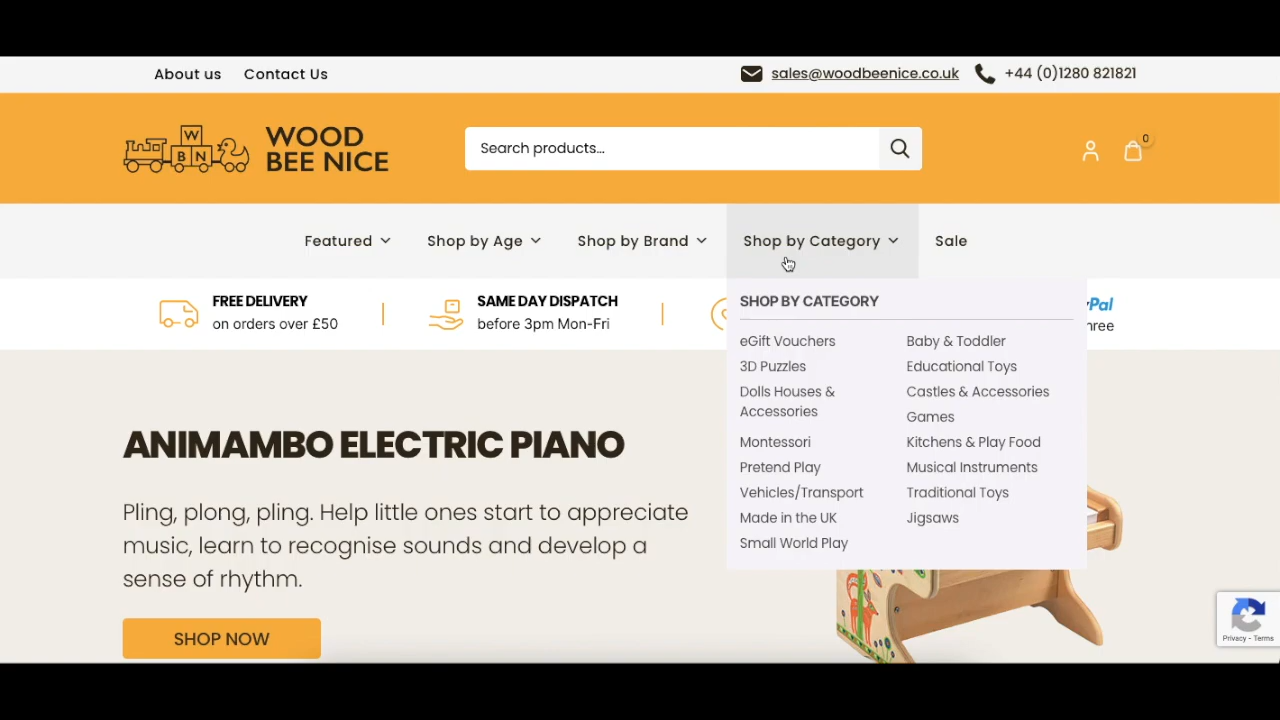 About us Contact Us sales@woodbeenice.co.uk +44 (0)1280 821821
W
B N
WOOD
BEE NICE
Search products...
0
Featured Shop by Age Shop by Brand Shop by Category Sale
FREE DELIVERY
on orders over £50
SAME DAY DISPATCH
before 3pm Mon-Fri
SHOP BY CATEGORY
eGift Vouchers
3D Puzzles
Dolls Houses &
Accessories
Montessori
Pretend Play
Vehicles/Transport
Made in the UK
Small World Play
Baby & Toddler
Educational Toys
Castles & Accessories
Games
Kitchens & Play Food
Musical Instruments
Traditional Toys
Jigsaws
ANIMAMBO ELECTRIC PIANO
Pling, plong, pling. Help little ones start to appreciate
music, learn to recognise sounds and develop a
sense of rhythm.
SHOP NOW
Privacy - Terms